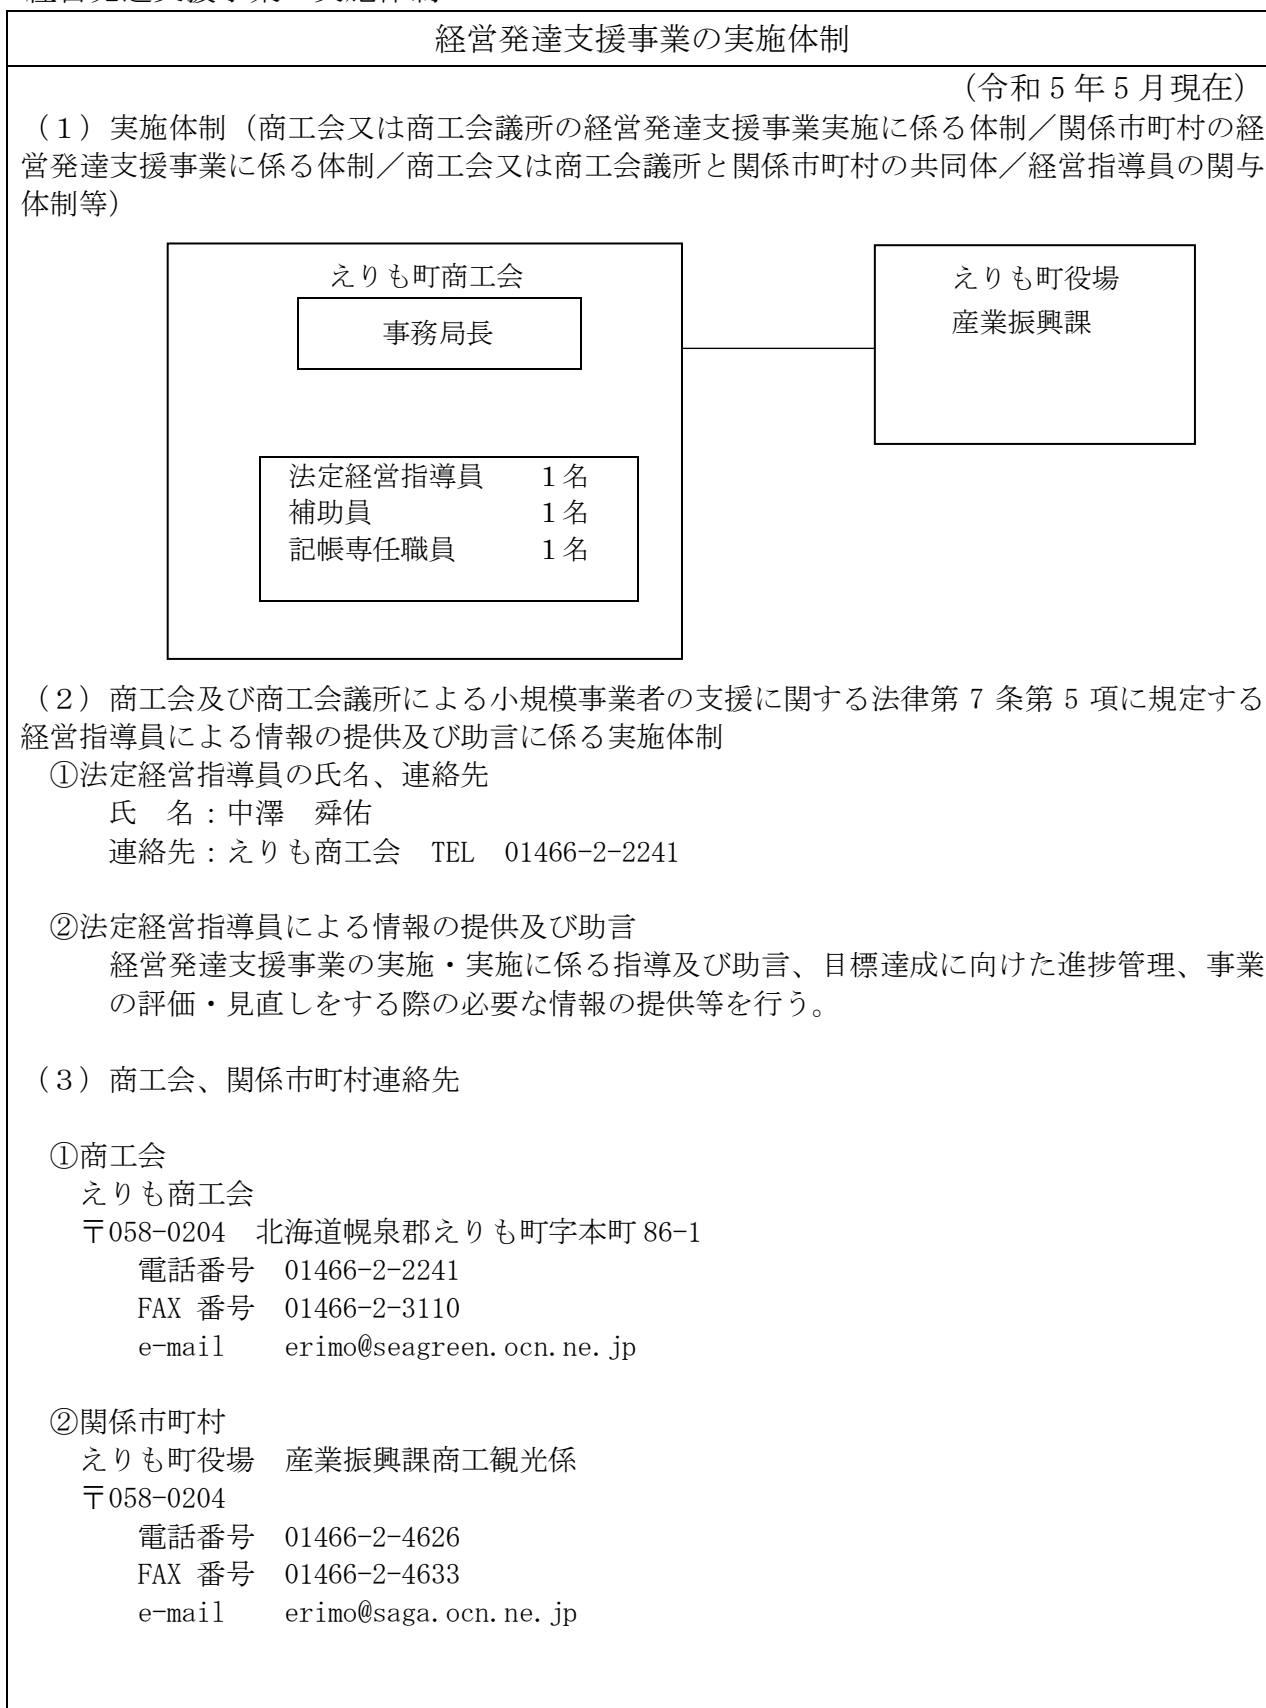 経営発達支援事業の実施体制
（令和 5 年 5 月現在）
（１）実施体制（商工会又は商工会議所の経営発達支援事業実施に係る体制／関係市町村の経
営発達支援事業に係る体制／商工会又は商工会議所と関係市町村の共同体／経営指導員の関与
体制等）
えりも町商工会
事務局長
えりも町役場
産業振興課
法定経営指導員　　１名
補助員　　　　　　１名
記帳専任職員　　　１名
（２）商工会及び商工会議所による小規模事業者の支援に関する法律第 7 条第 5 項に規定する
経営指導員による情報の提供及び助言に係る実施体制
①法定経営指導員の氏名、連絡先
氏　名：中澤　舜佑
連絡先：えりも商工会　TEL　01466-2-2241
②法定経営指導員による情報の提供及び助言
経営発達支援事業の実施・実施に係る指導及び助言、目標達成に向けた進捗管理、事業
の評価・見直しをする際の必要な情報の提供等を行う。
（３）商工会、関係市町村連絡先
①商工会
えりも商工会
〒058-0204　北海道幌泉郡えりも町字本町 86-1
電話番号　01466-2-2241
FAX 番号　01466-2-3110
e-mail　　erimo@seagreen.ocn.ne.jp
②関係市町村
えりも町役場　産業振興課商工観光係
〒058-0204
電話番号　01466-2-4626
FAX 番号　01466-2-4633
e-mail　　erimo@saga.ocn.ne.jp